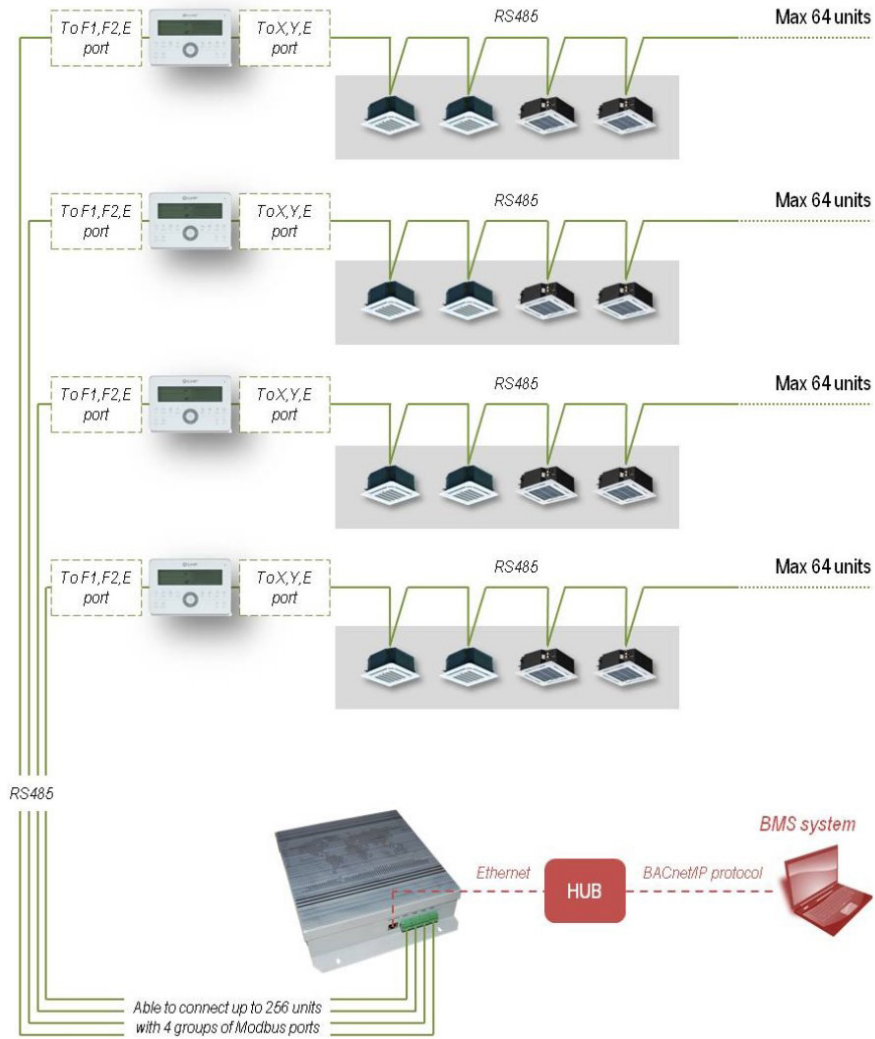 To F1,F2,E
port
To X,Y,E
port
RS485
Max 64 units
To F1,F2,E
port
To X,Y,E
port
RS485
Max 64 units
To F1,F2,E
port
To X,Y,E
port
RS485
Max 64 units
To F1,F2,E
port
To X,Y,E
port
RS485
Max 64 units
RS485
BMS system
Ethernet
HUB
BACnet/IP protocol
Able to connect up to 256 units
with 4 groups of Modbus ports